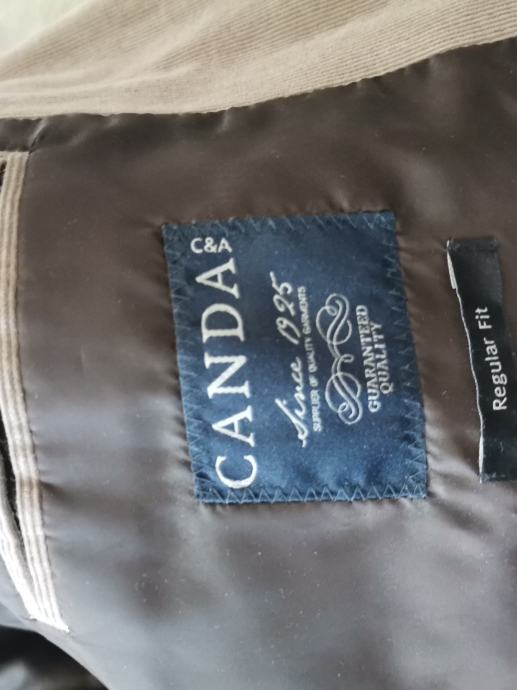 CANDA
C&A
Since 1925
SUPPLIER OF QUALITY GARMENTS
GUARANTEED
QUALITY
Regular Fit